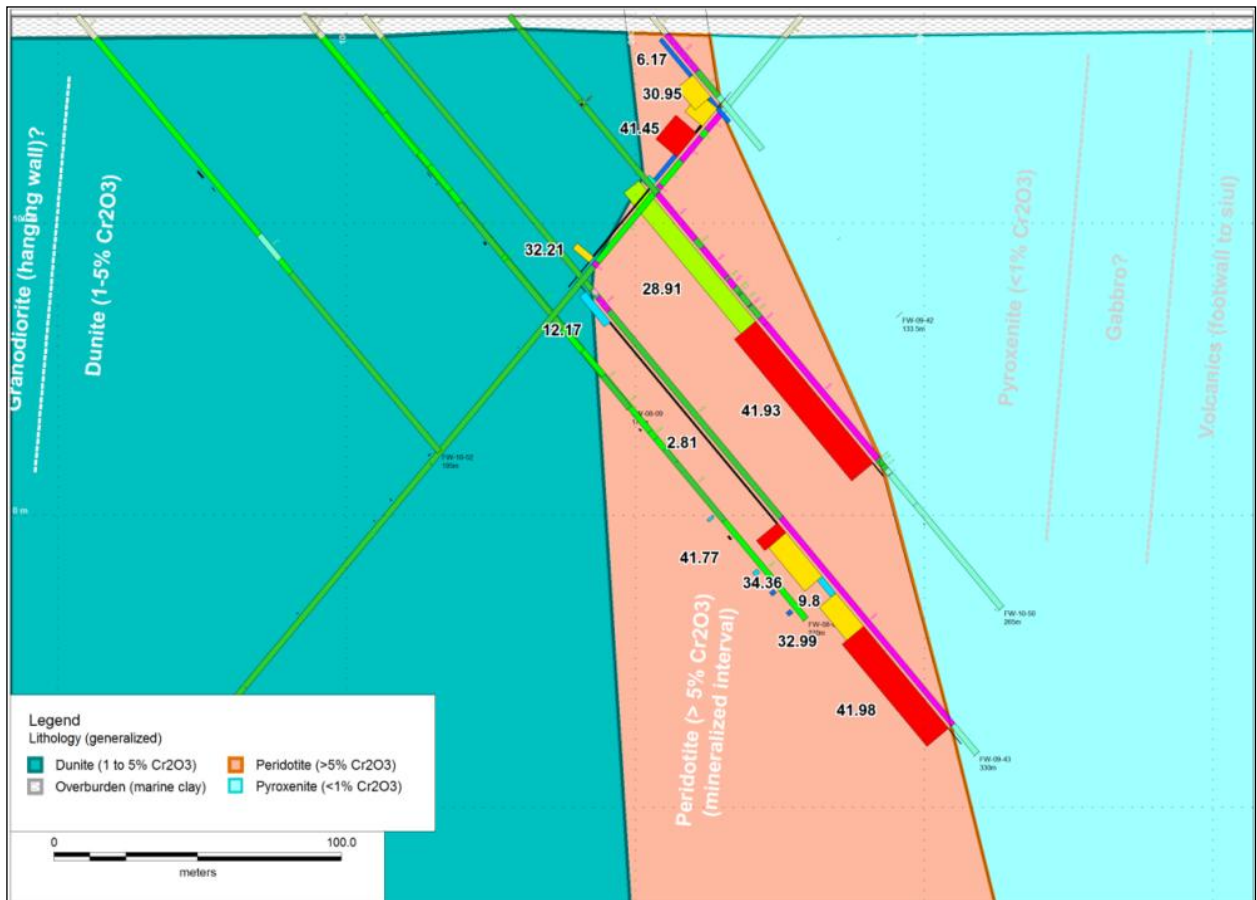 6.17
30.95
41.45
32.21
28.91
12.17
41.93
2.81
41.77
34.36
9.8
32.99
41.98
Granodiorite (hanging wall)?
Dunite (1-5% Cr2O3)
Peridotite (> 5% Cr2O3)
(mineralized interval)
Pyroxenite (<1% Cr2O3)
Gabbro?
Volcanics (footwall to slut)
FW-09-42
133.5m
FW-10-52
195m
0 m
265m
FW-09-43
330m
Legend
Lithology (generalized)
Dunite (1 to 5% Cr2O3)
Peridotite (>5% Cr2O3)
Overburden (marine clay)
Pyroxenite (<1% Cr2O3)
0
100.0
meters